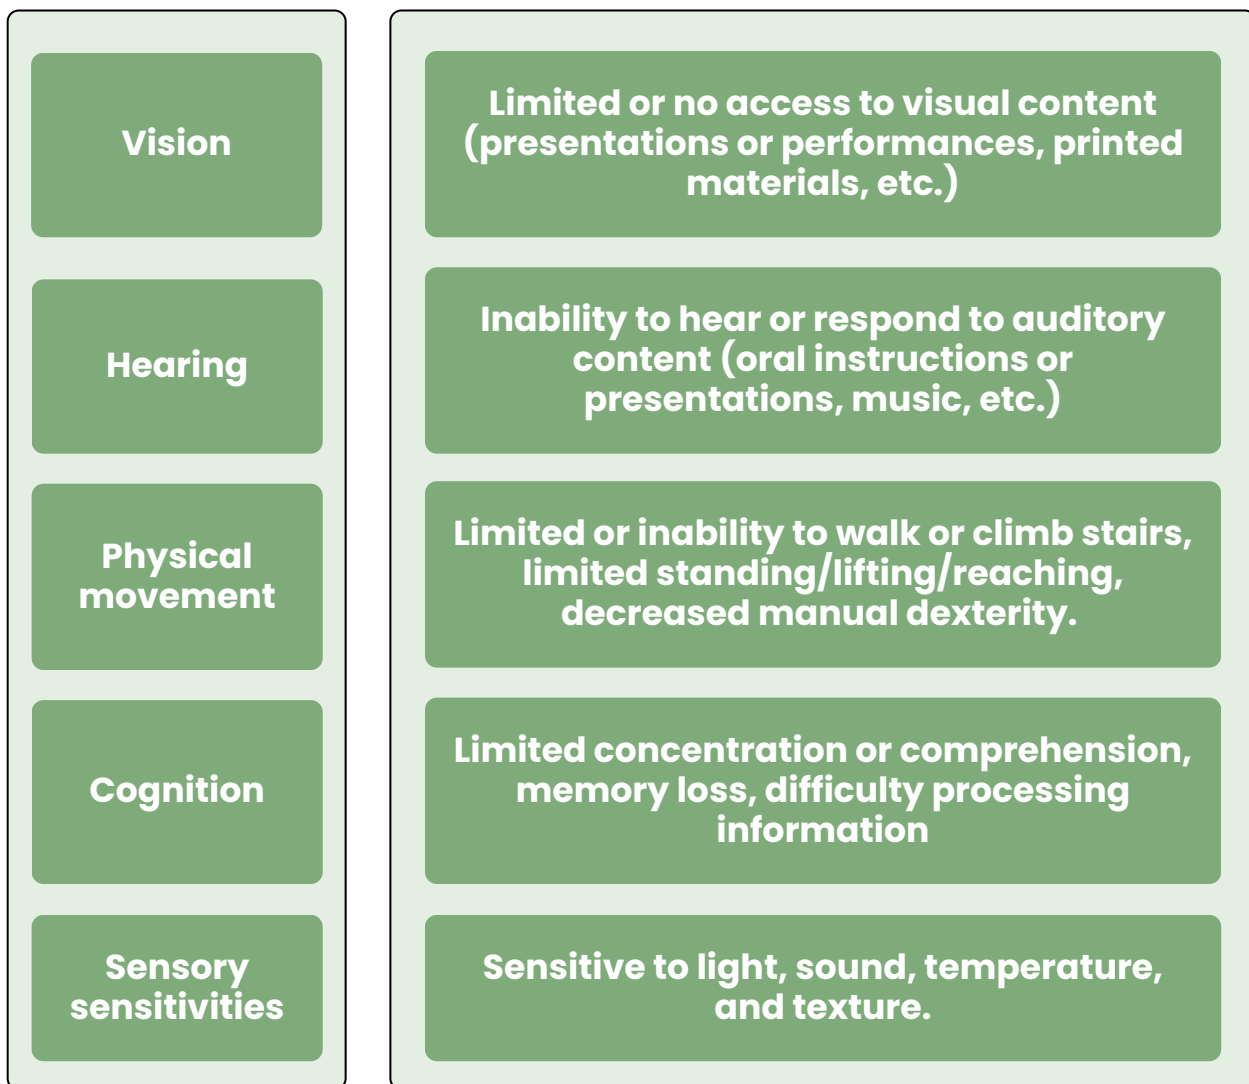 Vision
Limited or no access to visual content
(presentations or performances, printed
materials, etc.)
Hearing
Inability to hear or respond to auditory
content (oral instructions or
presentations, music, etc.)
Physical
movement
Limited or inability to walk or climb stairs,
limited standing/lifting/reaching,
decreased manual dexterity.
Cognition
Limited concentration or comprehension,
memory loss, difficulty processing
information
Sensory
sensitivities
Sensitive to light, sound, temperature,
and texture.